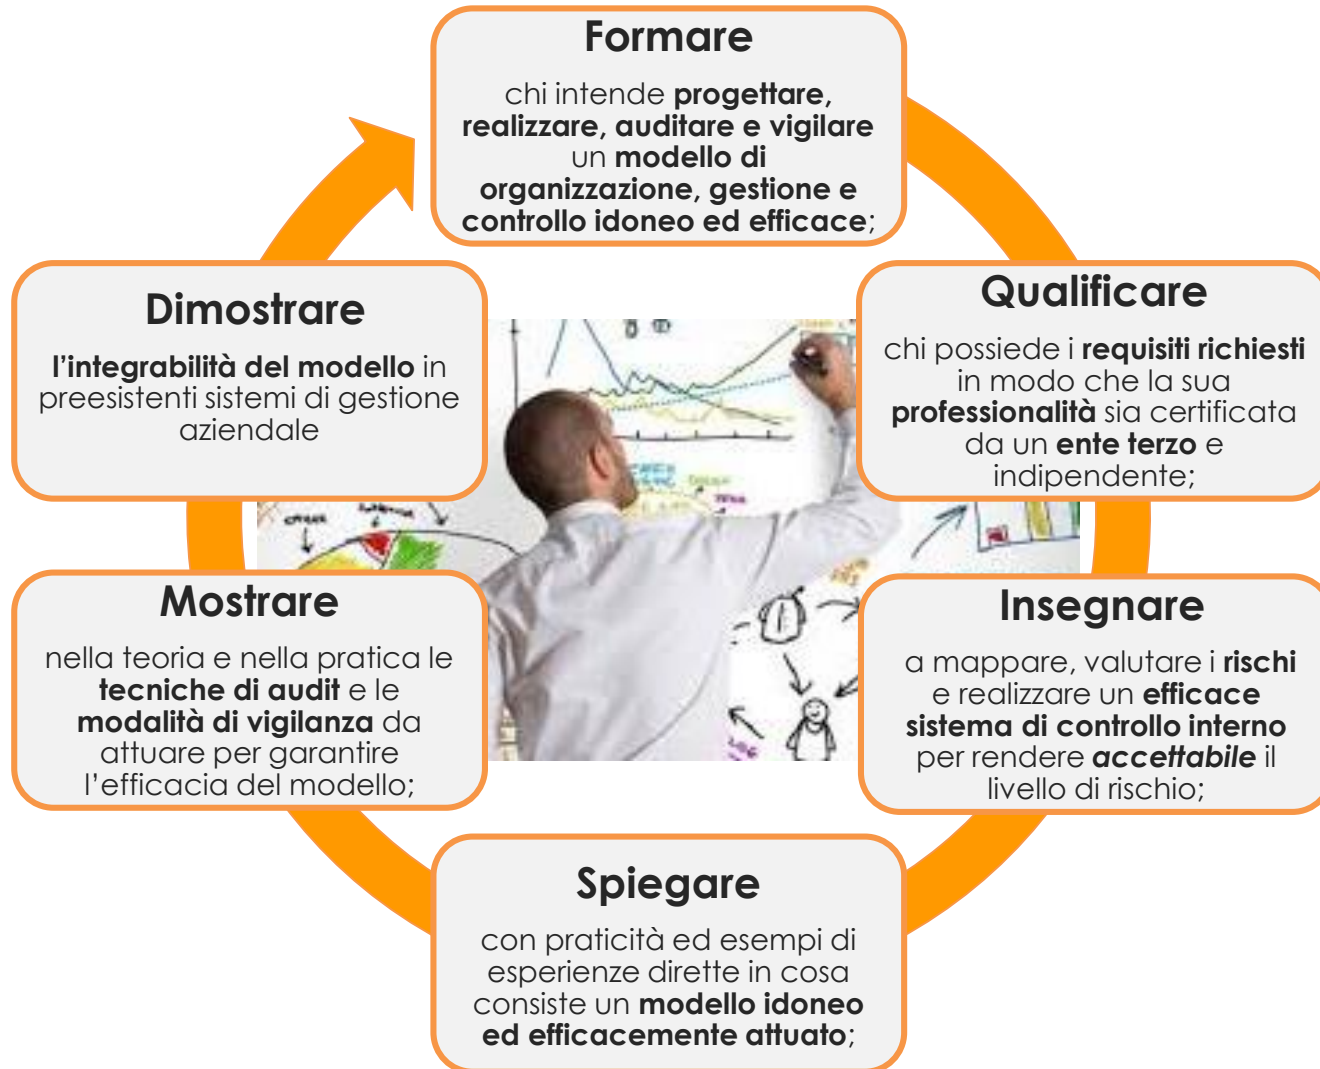 Formare
chi intende progettare,
realizzare, auditare e vigilare
un modello di
organizzazione, gestione e
controllo idoneo ed efficace;
Qualificare
chi possiede i requisiti richiesti
in modo che la sua
professionalità sia certificata
da un ente terzo e
indipendente;
Insegnare
a mappare, valutare i rischi
e realizzare un efficace
sistema di controllo interno
per rendere accettabile il
livello di rischio;
Spiegare
con praticità ed esempi di
esperienze dirette in cosa
consiste un modello idoneo
ed efficacemente attuato;
Mostrare
nella teoria e nella pratica le
tecniche di audit e le
modalità di vigilanza da
attuare per garantire
l'efficacia del modello;
Dimostrare
l'integrabilità del modello in
preesistenti sistemi di gestione
aziendale